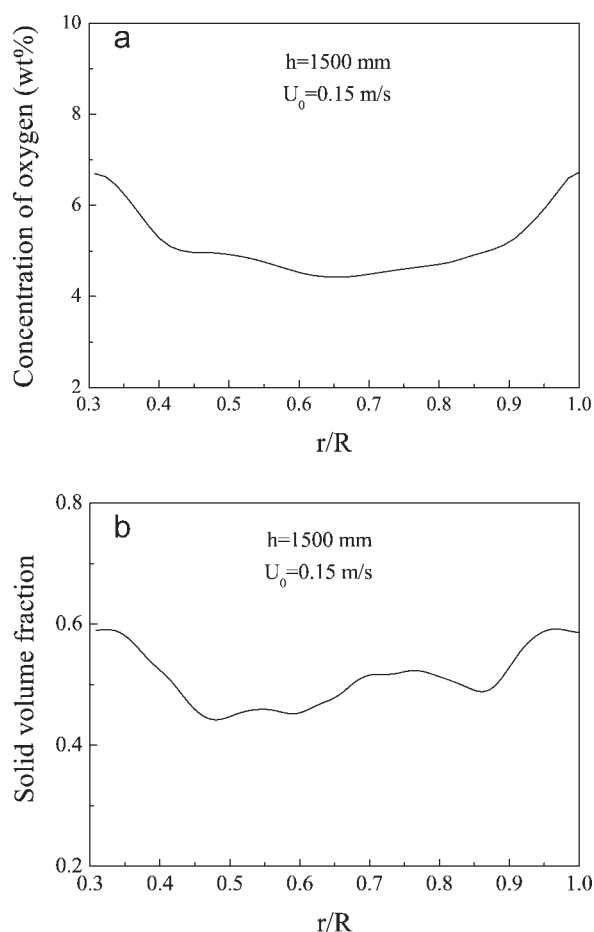 a
h=1500 mm
U0=0.15 m/s
Concentration of oxygen (wt%)
10
8
6
4
2
0.3 0.4 0.5 0.6 0.7 0.8 0.9 1.0
r/R
b
h=1500 mm
U0=0.15 m/s
Solid volume fraction
0.8
0.6
0.4
0.2
0.3 0.4 0.5 0.6 0.7 0.8 0.9 1.0
r/R